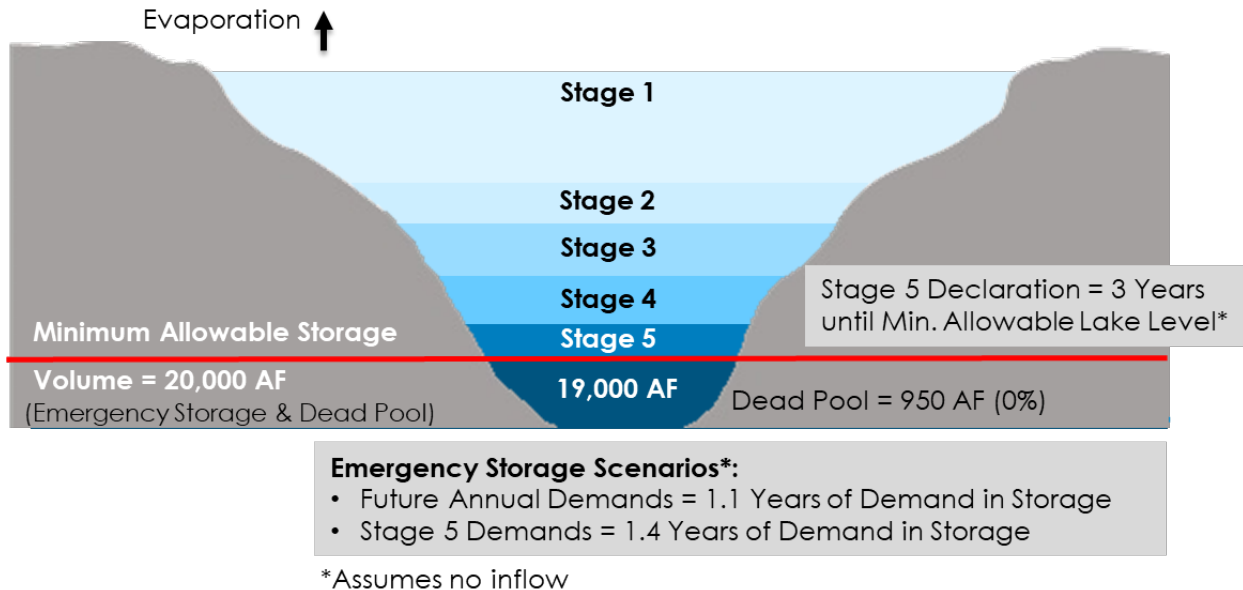 Evaporation
Stage 1
Stage 2
Stage 3
Stage 4
Stage 5 Declaration = 3 Years
until Min. Allowable Lake Level*
Minimum Allowable Storage
Stage 5
Volume = 20,000 AF
(Emergency Storage & Dead Pool)
19,000 AF
Dead Pool = 950 AF (0%)
Emergency Storage Scenarios*:
• Future Annual Demands = 1.1 Years of Demand in Storage
• Stage 5 Demands = 1.4 Years of Demand in Storage
*Assumes no inflow